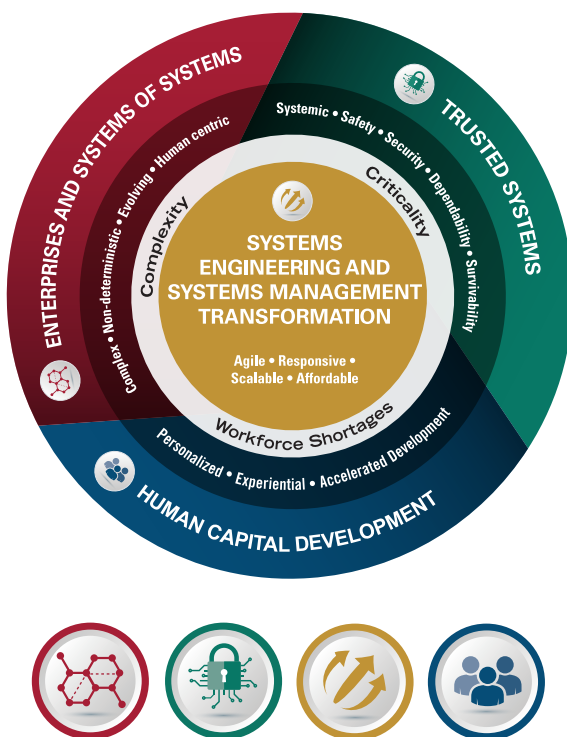 ENTERPRISES AND SYSTEMS OF SYSTEMS
Complex • Non-deterministic • Evolving • Human centric
Complexity
TRUSTED SYSTEMS
Systemic • Safety • Security • Dependability • Survivability
Criticality
SYSTEMS
ENGINEERING AND
SYSTEMS MANAGEMENT
TRANSFORMATION
Agile • Responsive •
Scalable • Affordable
Workforce Shortages
Personalized • Experiential • Accelerated Development
HUMAN CAPITAL DEVELOPMENT